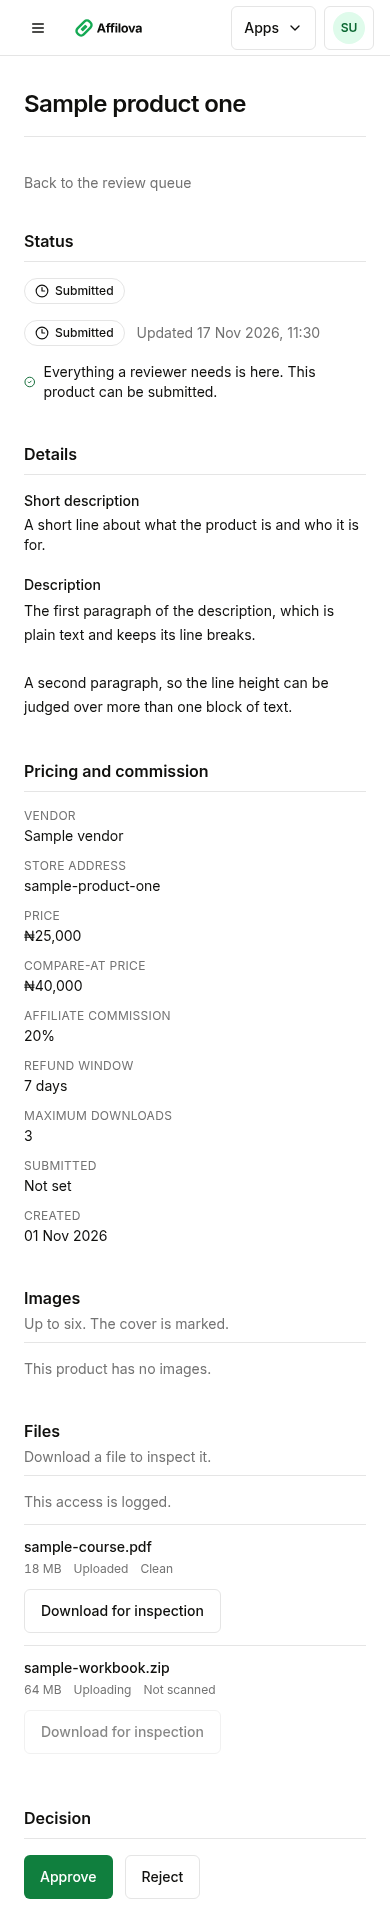 Affilova
Apps
SU
Sample product one
Back to the review queue
Status
Submitted
Submitted Updated 17 Nov 2026, 11:30
Everything a reviewer needs is here. This
product can be submitted.
Details
Short description
A short line about what the product is and who it is
for.
Description
The first paragraph of the description, which is
plain text and keeps its line breaks.
A second paragraph, so the line height can be
judged over more than one block of text.
Pricing and commission
VENDOR
Sample vendor
STORE ADDRESS
sample-product-one
PRICE
₦25,000
COMPARE-AT PRICE
₦40,000
AFFILIATE COMMISSION
20%
REFUND WINDOW
7 days
MAXIMUM DOWNLOADS
3
SUBMITTED
Not set
CREATED
01 Nov 2026
Images
Up to six. The cover is marked.
This product has no images.
Files
Download a file to inspect it.
This access is logged.
sample-course.pdf
18 MB Uploaded Clean
Download for inspection
sample-workbook.zip
64 MB Uploading Not scanned
Download for inspection
Decision
Approve Reject